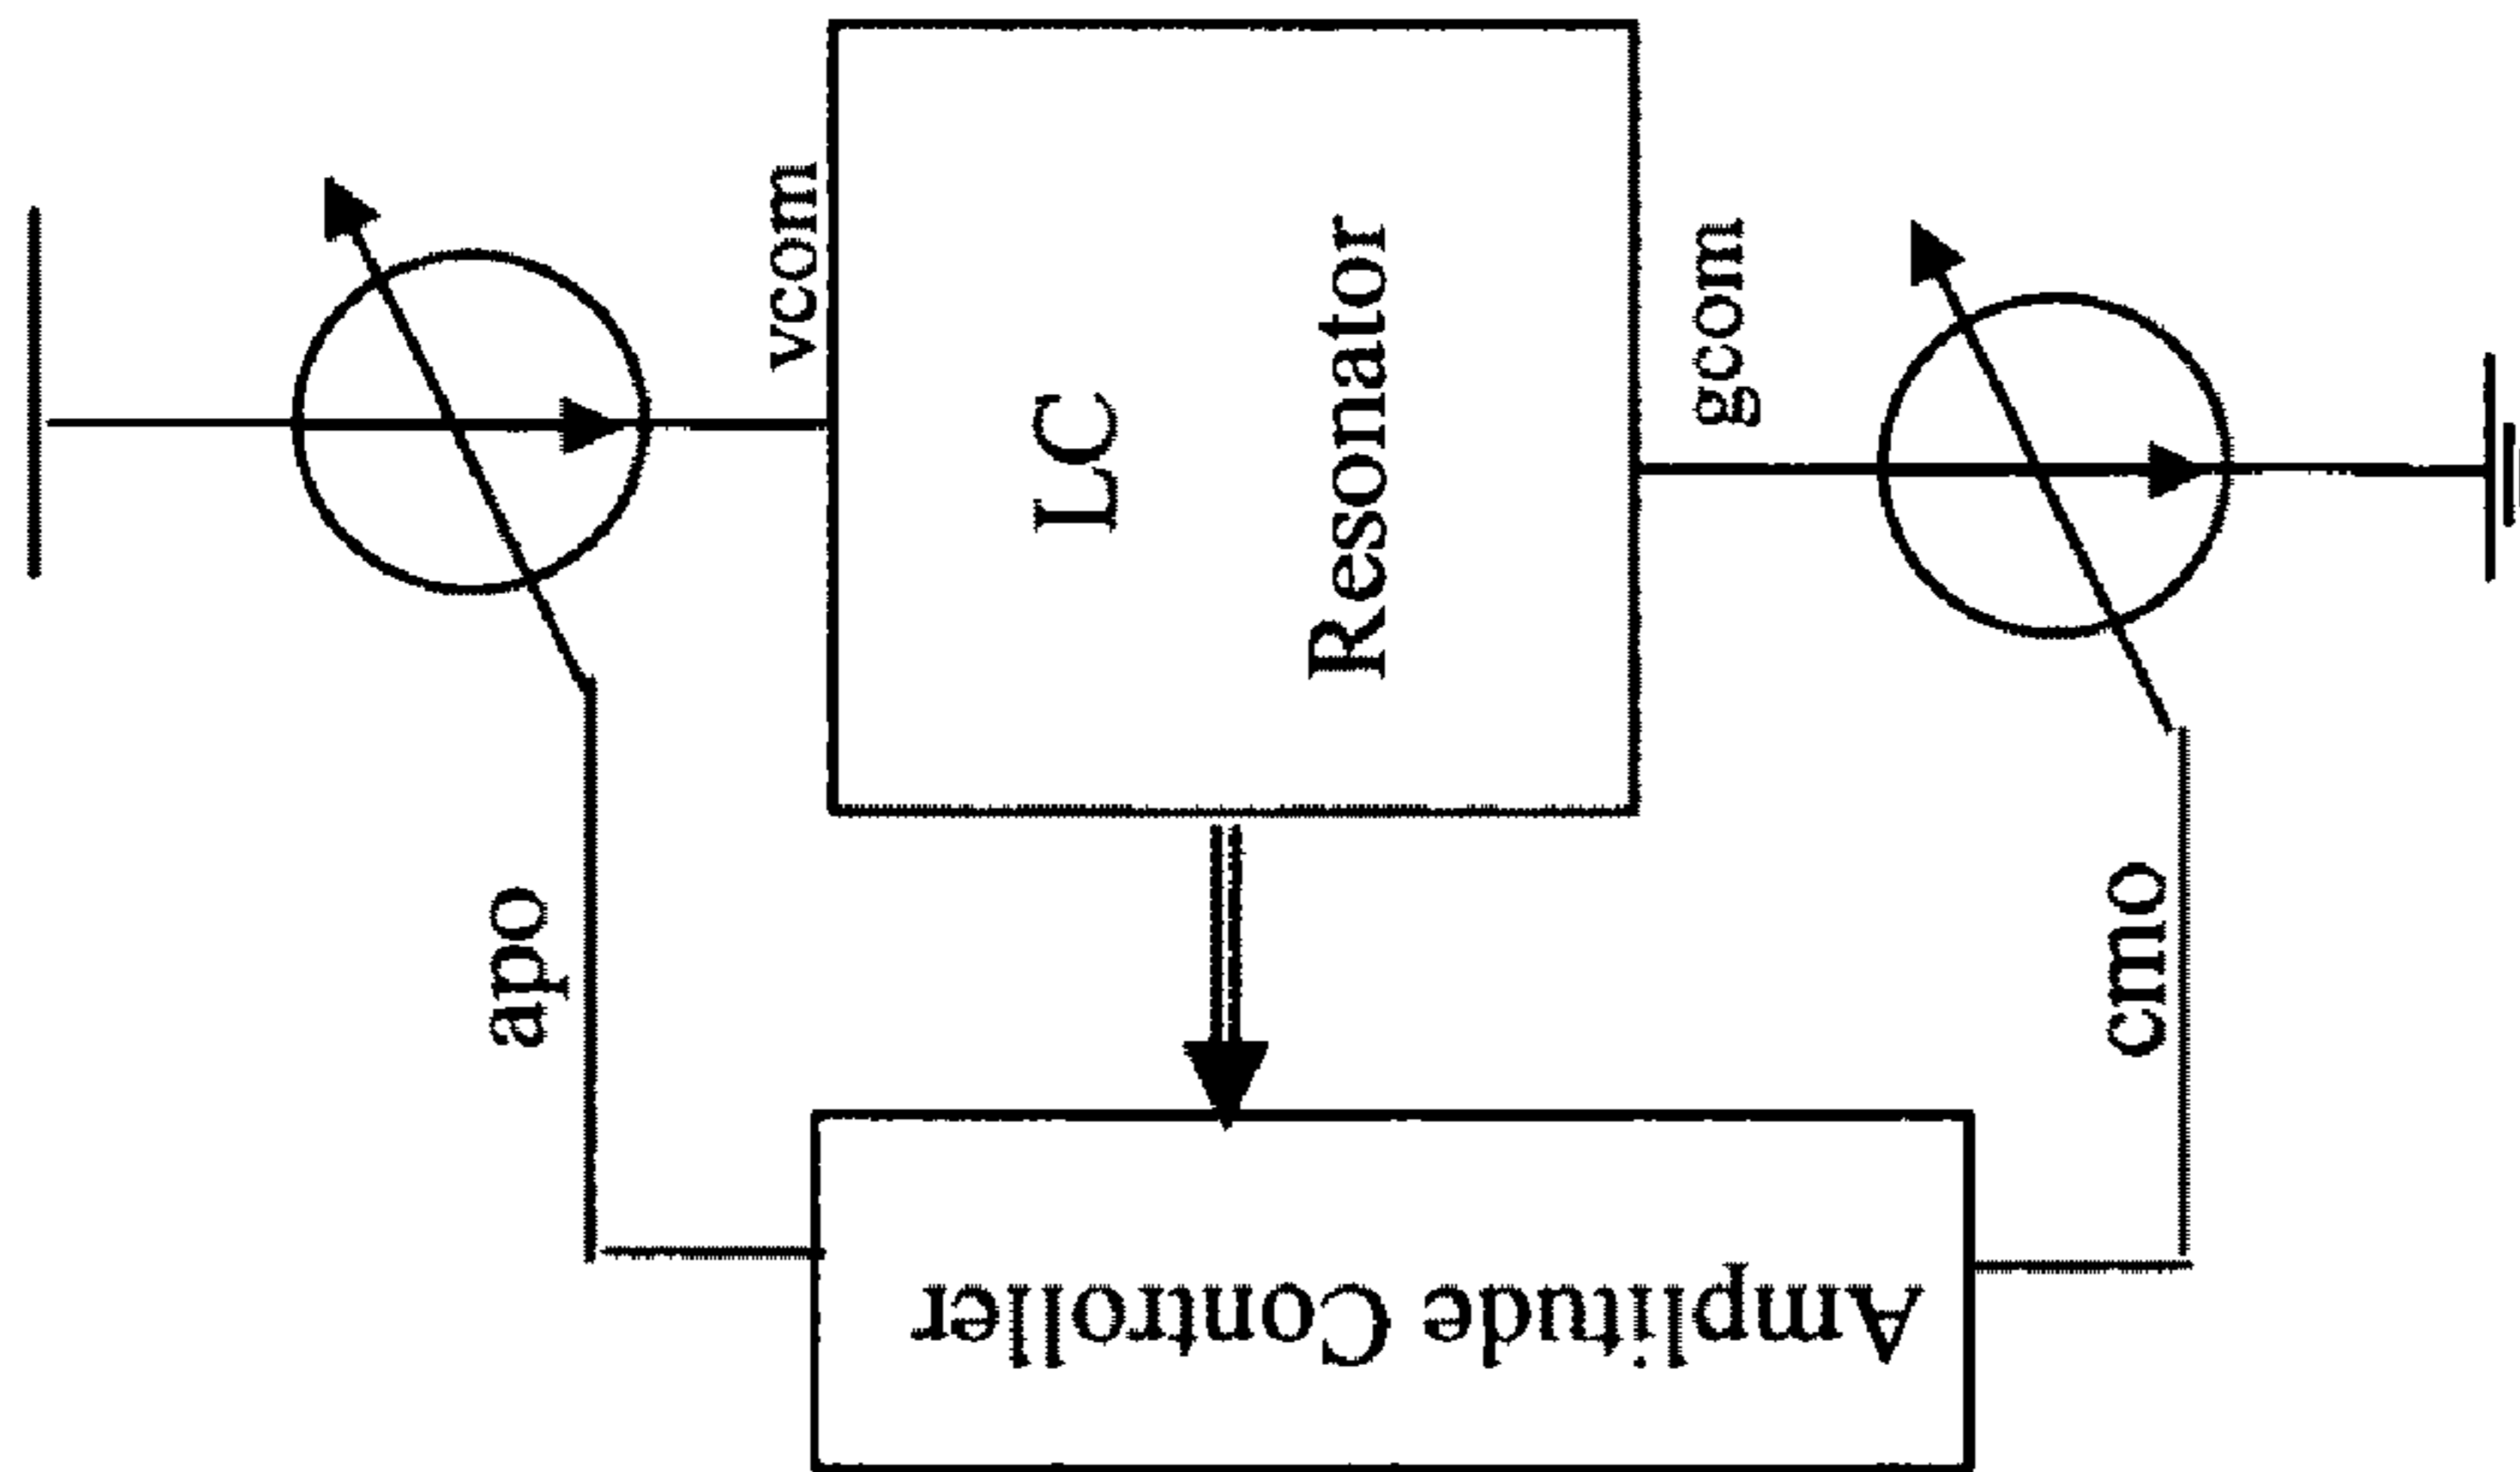 vcom
LC
Resonator
gcom
apo
cmo
Amplitude Controller